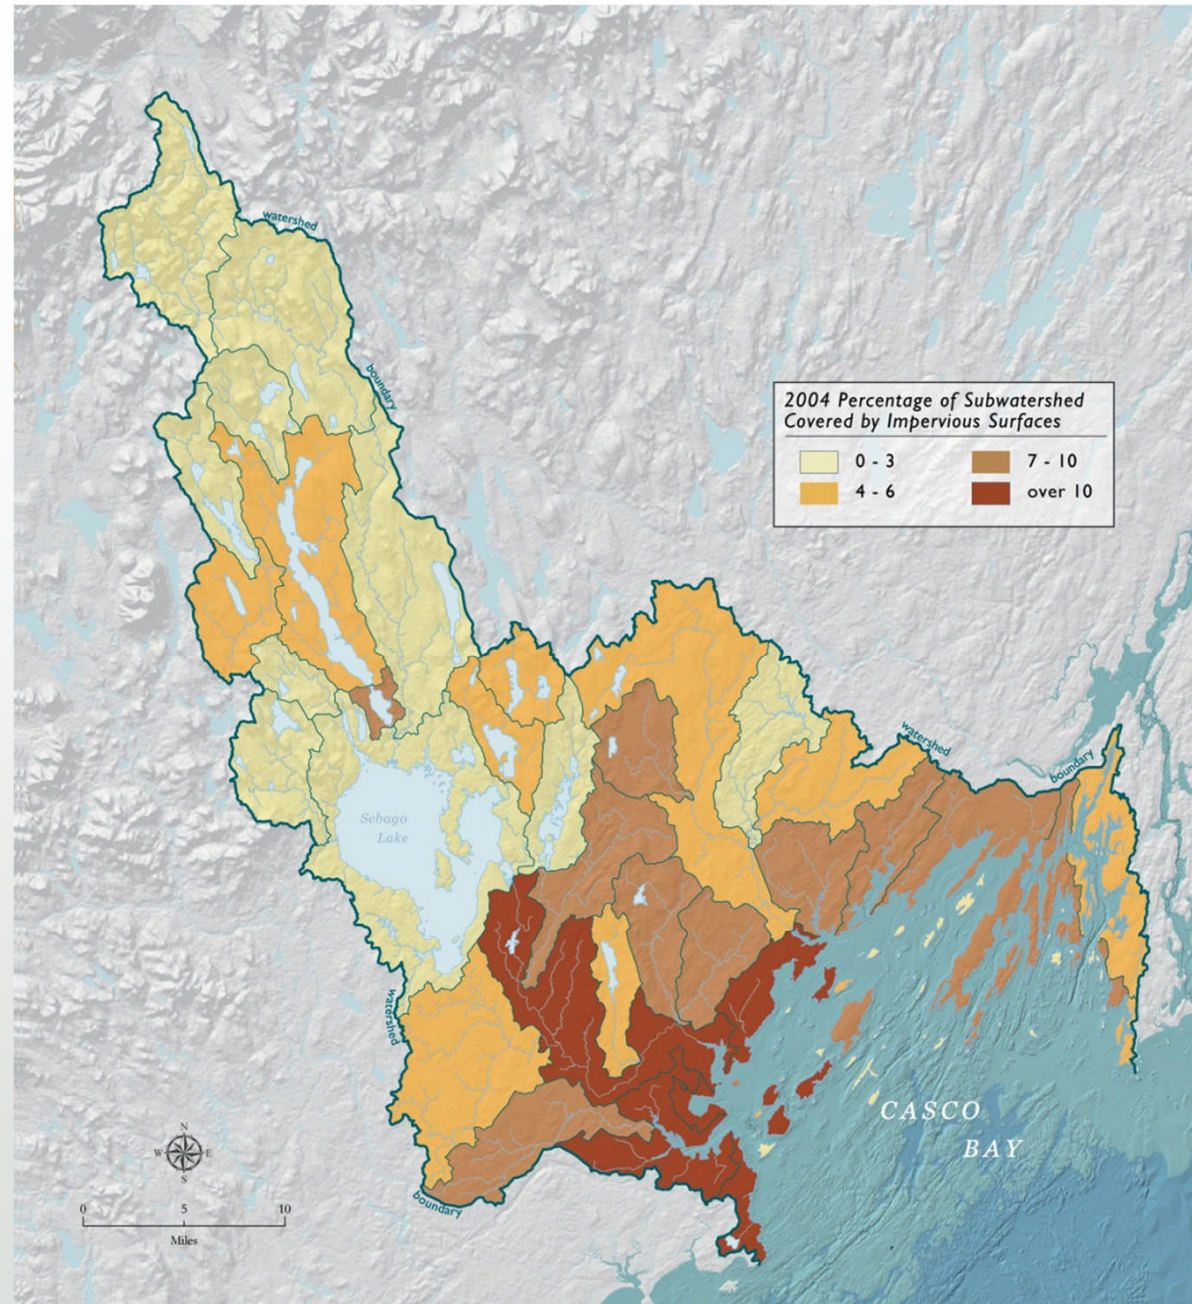 watershed
boundary
2004 Percentage of Subwatershed
Covered by Impervious Surfaces
0 - 3
7 - 10
4 - 6
over 10
watershed
boundary
Sebago
Lake
watershed
CASCO
BAY
N
W
E
S
boundary
0
5
10
Miles